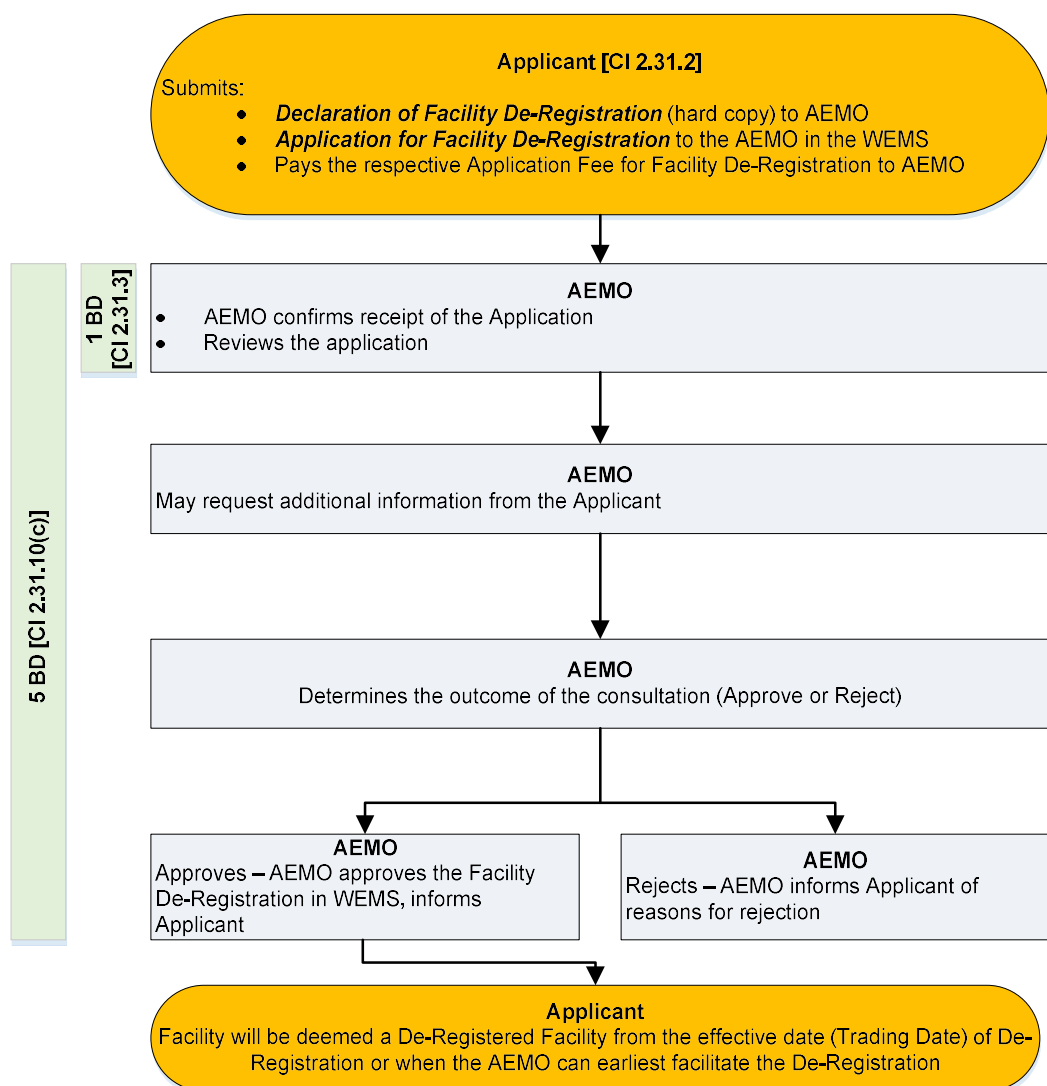 Applicant [Cl 2.31.2]
Submits:
• Declaration of Facility De-Registration (hard copy) to AEMO
• Application for Facility De-Registration to the AEMO in the WEMS
• Pays the respective Application Fee for Facility De-Registration to AEMO
5 BD [Cl 2.31.10(c)]
1 BD
[Cl 2.31.3]
AEMO
• AEMO confirms receipt of the Application
• Reviews the application
AEMO
May request additional information from the Applicant
AEMO
Determines the outcome of the consultation (Approve or Reject)
AEMO
Approves – AEMO approves the Facility
De-Registration in WEMS, informs
Applicant
AEMO
Rejects – AEMO informs Applicant of
reasons for rejection
Applicant
Facility will be deemed a De-Registered Facility from the effective date (Trading Date) of De-
Registration or when the AEMO can earliest facilitate the De-Registration